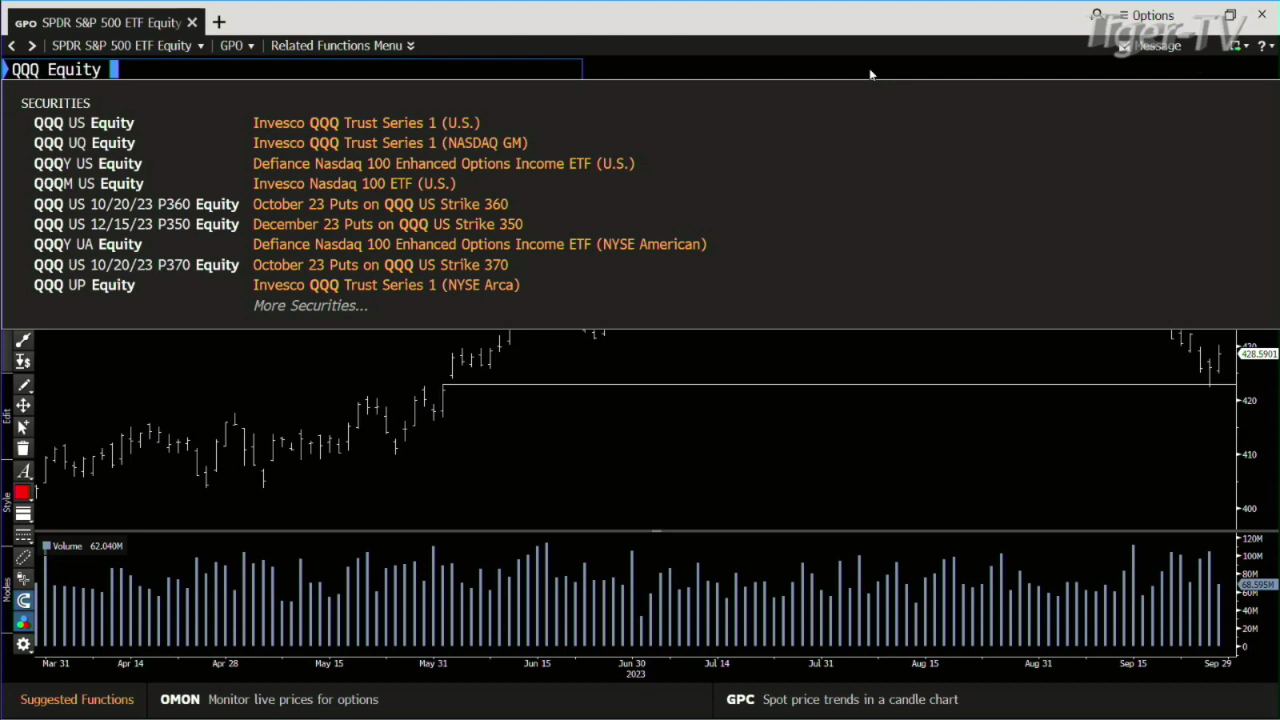 GPO SPDR S&P 500 ETF Equity
Options
Tiger-TV
SPDR S&P 500 ETF Equity GPO Related Functions Menu
Message
?
QQQ Equity
SECURITIES
QQQ US Equity Invesco QQQ Trust Series 1 (U.S.)
QQQ UQ Equity Invesco QQQ Trust Series 1 (NASDAQ GM)
QQQY US Equity Defiance Nasdaq 100 Enhanced Options Income ETF (U.S.)
QQQM US Equity Invesco Nasdaq 100 ETF (U.S.)
QQQ US 10/20/23 P360 Equity October 23 Puts on QQQ US Strike 360
QQQ US 12/15/23 P350 Equity December 23 Puts on QQQ US Strike 350
QQQY UA Equity Defiance Nasdaq 100 Enhanced Options Income ETF (NYSE American)
QQQ US 10/20/23 P370 Equity October 23 Puts on QQQ US Strike 370
QQQ UP Equity Invesco QQQ Trust Series 1 (NYSE Arca)
More Securities...
428.5901
420
410
400
Edit
Style
Modes
Volume 62.040M
120M
100M
80M
68.595M
40M
20M
0
Mar 31 Apr 14 Apr 28 May 15 May 31 Jun 15 Jun 30 Jul 14 Jul 31 Aug 15 Aug 31 Sep 15 Sep 29
2023
Suggested Functions OMON Monitor live prices for options GPC Spot price trends in a candle chart